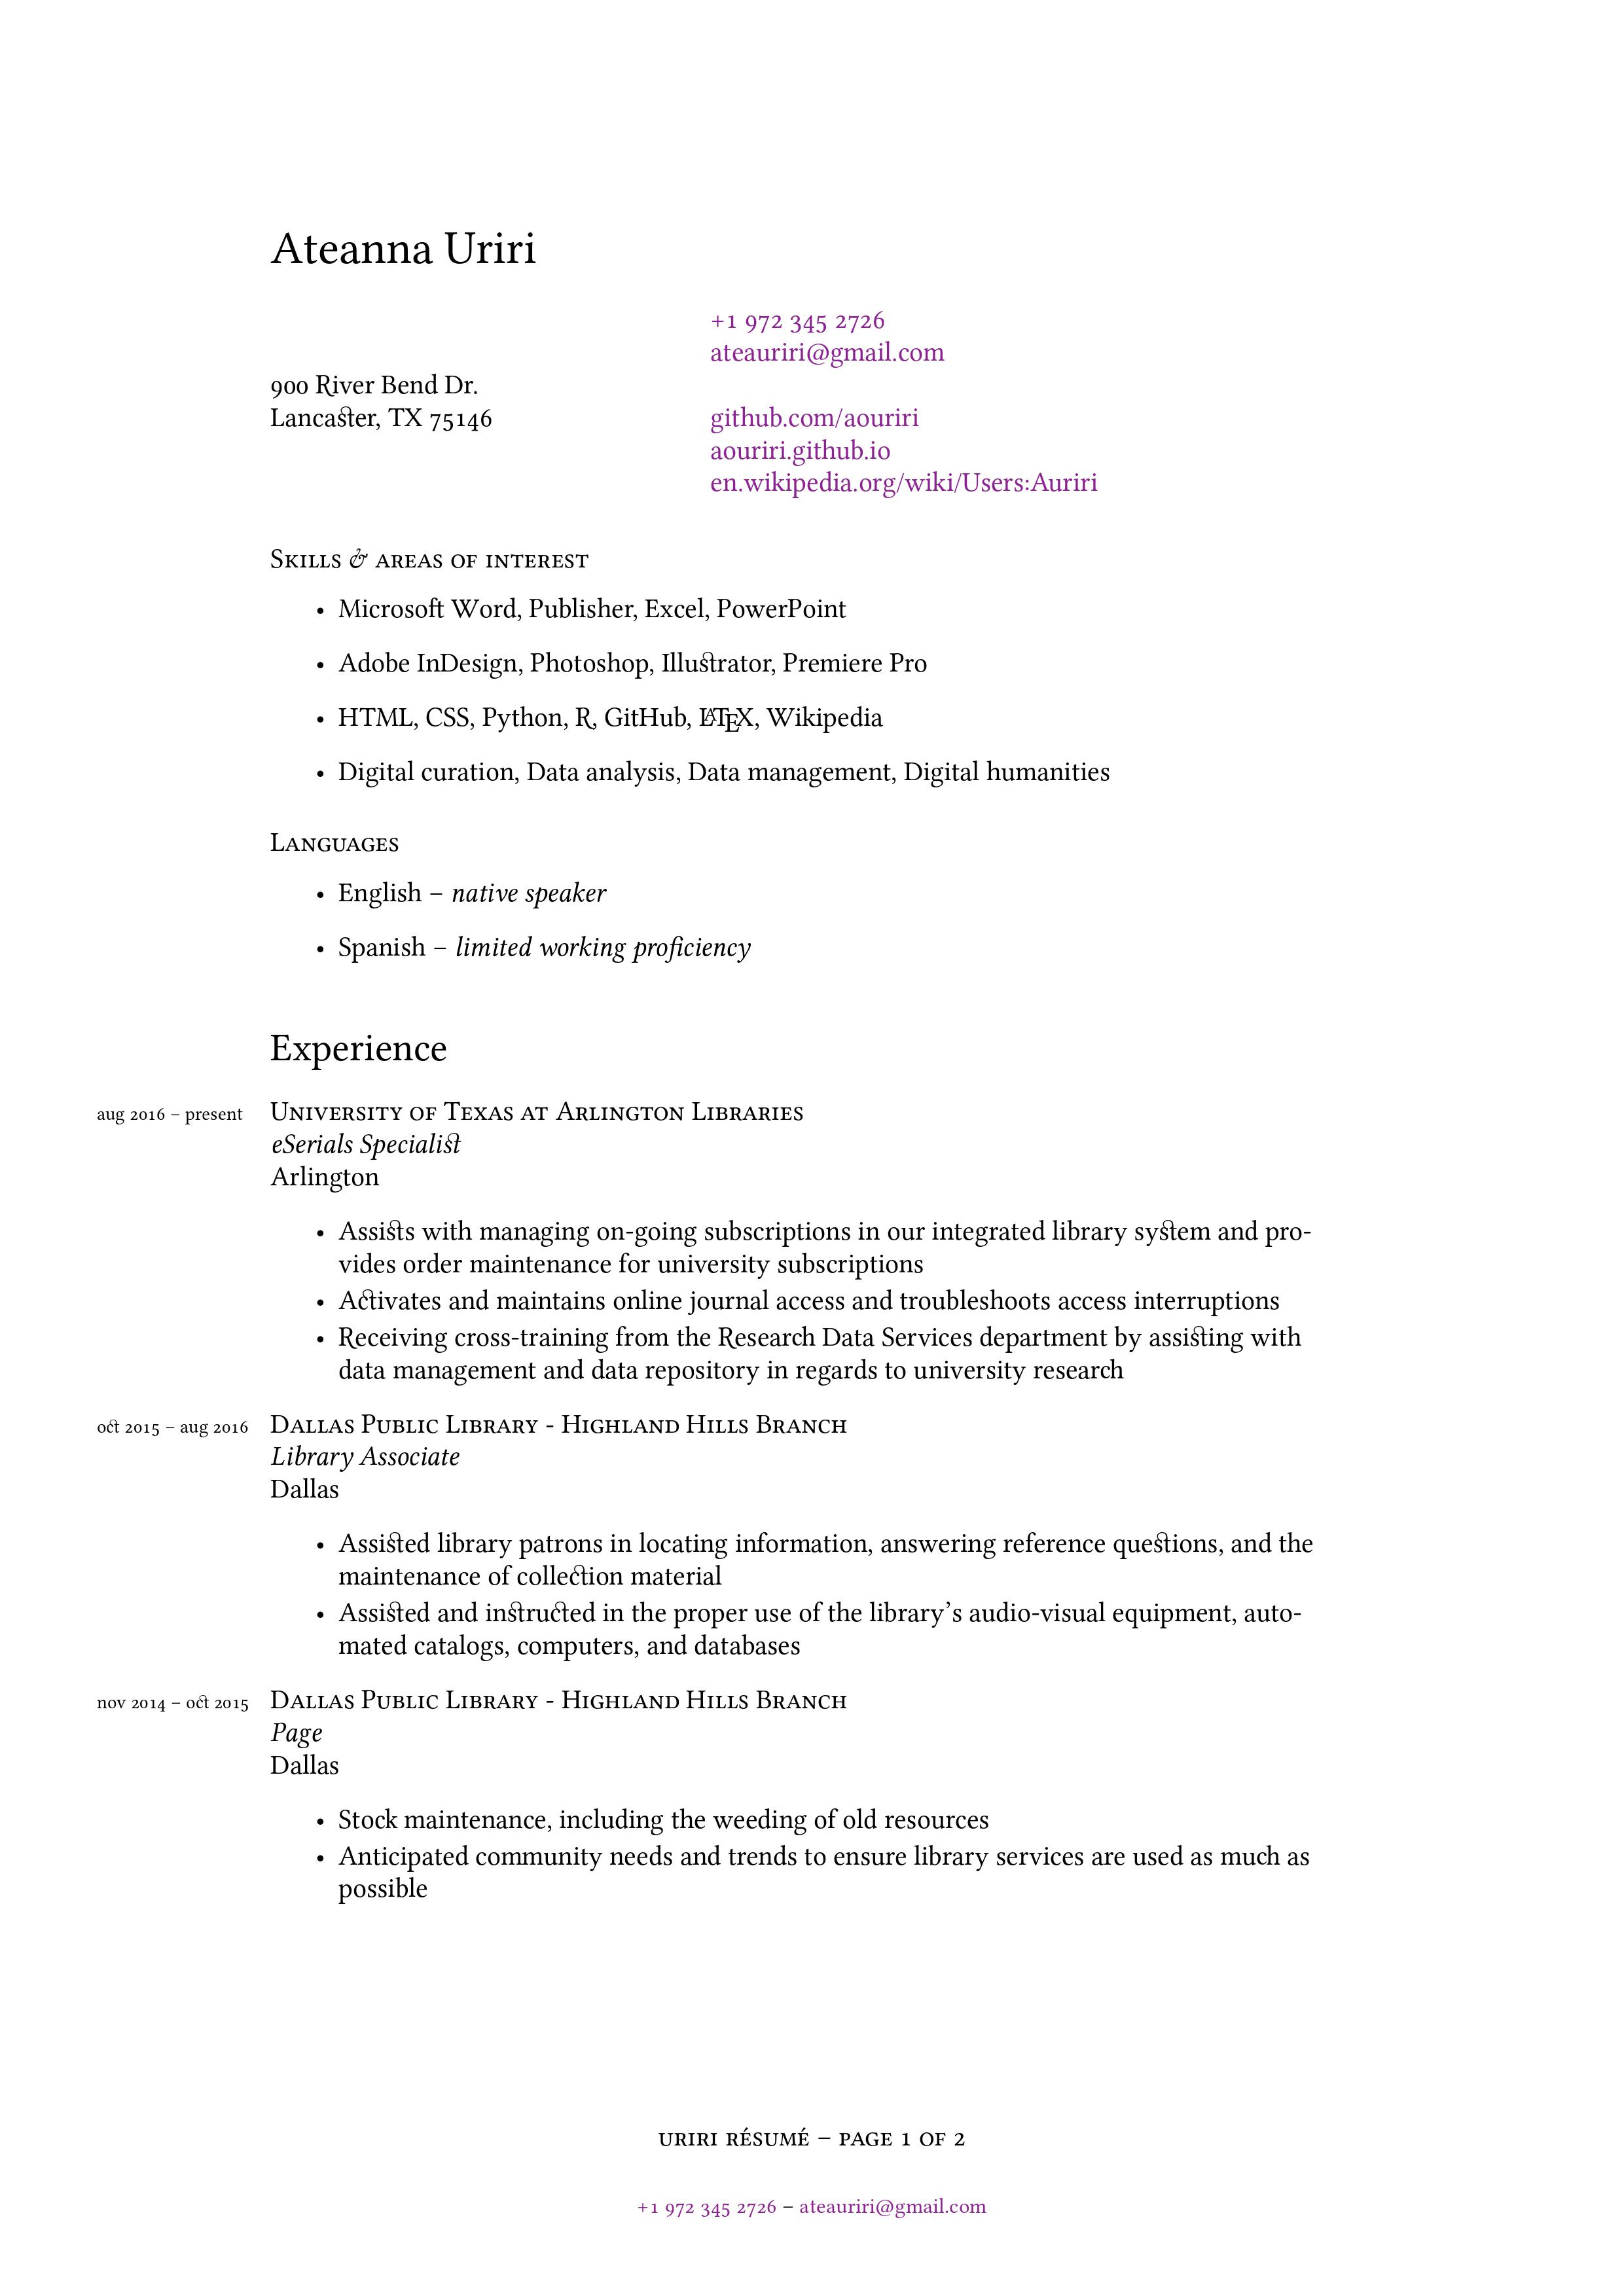 Ateanna Uriri
+1 972 345 2726
ateauriri@gmail.com
900 River Bend Dr.
Lancaster, TX 75146
github.com/aouriri
aouriri.github.io
en.wikipedia.org/wiki/Users:Auriri
Skills & areas of interest
• Microsoft Word, Publisher, Excel, PowerPoint
• Adobe InDesign, Photoshop, Illustrator, Premiere Pro
• HTML, CSS, Python, R, GitHub, LATEX, Wikipedia
• Digital curation, Data analysis, Data management, Digital humanities
Languages
• English – native speaker
• Spanish – limited working proficiency
Experience
aug 2016 – present University of Texas at Arlington Libraries
eSerials Specialist
Arlington
• Assists with managing on-going subscriptions in our integrated library system and pro-
vides order maintenance for university subscriptions
• Activates and maintains online journal access and troubleshoots access interruptions
• Receiving cross-training from the Research Data Services department by assisting with
data management and data repository in regards to university research
oct 2015 – aug 2016 Dallas Public Library - Highland Hills Branch
Library Associate
Dallas
• Assisted library patrons in locating information, answering reference questions, and the
maintenance of collection material
• Assisted and instructed in the proper use of the library's audio-visual equipment, auto-
mated catalogs, computers, and databases
nov 2014 – oct 2015 Dallas Public Library - Highland Hills Branch
Page
Dallas
• Stock maintenance, including the weeding of old resources
• Anticipated community needs and trends to ensure library services are used as much as
possible
uriri résumé – page 1 of 2
+1 972 345 2726 – ateauriri@gmail.com